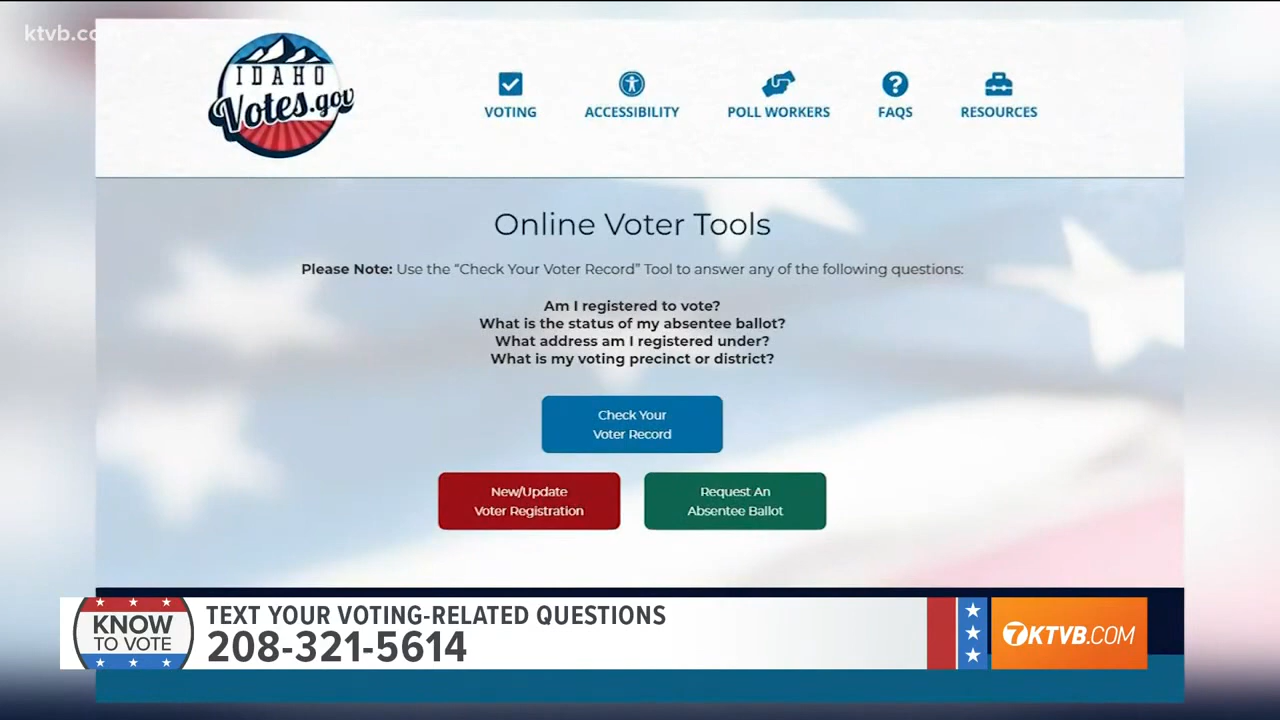 ktvb.com
IDAHO
Votes.gov
VOTING
ACCESSIBILITY
POLL WORKERS
FAQS
RESOURCES
Online Voter Tools
Please Note: Use the “Check Your Voter Record” Tool to answer any of the following questions:
Am I registered to vote?
What is the status of my absentee ballot?
What address am I registered under?
What is my voting precinct or district?
Check Your
Voter Record
New/Update
Voter Registration
Request An
Absentee Ballot
KNOW
TO VOTE
TEXT YOUR VOTING-RELATED QUESTIONS
208-321-5614
7KTVB.COM